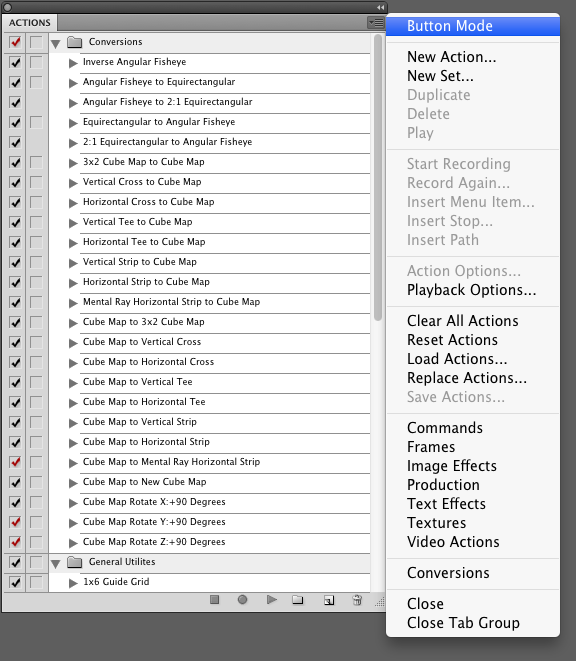 ACTIONS
Conversions
Inverse Angular Fisheye
Angular Fisheye to Equirectangular
Angular Fisheye to 2:1 Equirectangular
Equirectangular to Angular Fisheye
2:1 Equirectangular to Angular Fisheye
3x2 Cube Map to Cube Map
Vertical Cross to Cube Map
Horizontal Cross to Cube Map
Vertical Tee to Cube Map
Horizontal Tee to Cube Map
Vertical Strip to Cube Map
Horizontal Strip to Cube Map
Mental Ray Horizontal Strip to Cube Map
Cube Map to 3x2 Cube Map
Cube Map to Vertical Cross
Cube Map to Horizontal Cross
Cube Map to Vertical Tee
Cube Map to Horizontal Tee
Cube Map to Vertical Strip
Cube Map to Horizontal Strip
Cube Map to Mental Ray Horizontal Strip
Cube Map to New Cube Map
Cube Map Rotate X:+90 Degrees
Cube Map Rotate Y:+90 Degrees
Cube Map Rotate Z:+90 Degrees
General Utilites
1x6 Guide Grid
Button Mode
New Action...
New Set...
Duplicate
Delete
Play
Start Recording
Record Again...
Insert Menu Item...
Insert Stop...
Insert Path
Action Options...
Playback Options...
Clear All Actions
Reset Actions
Load Actions...
Replace Actions...
Save Actions...
Commands
Frames
Image Effects
Production
Text Effects
Textures
Video Actions
Conversions
Close
Close Tab Group